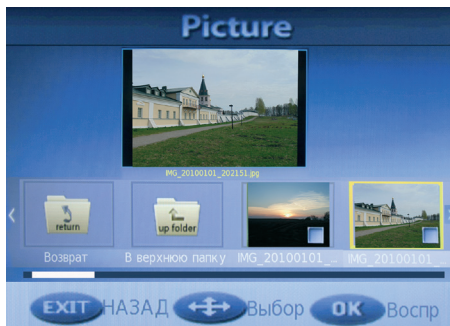 Picture
IMG_20100101_202151.jpg
return
up folder
Возврат
В верхнюю папку
IMG_20100101_...
IMG_20100101_...
EXIT НАЗАД Выбор OK Воспр